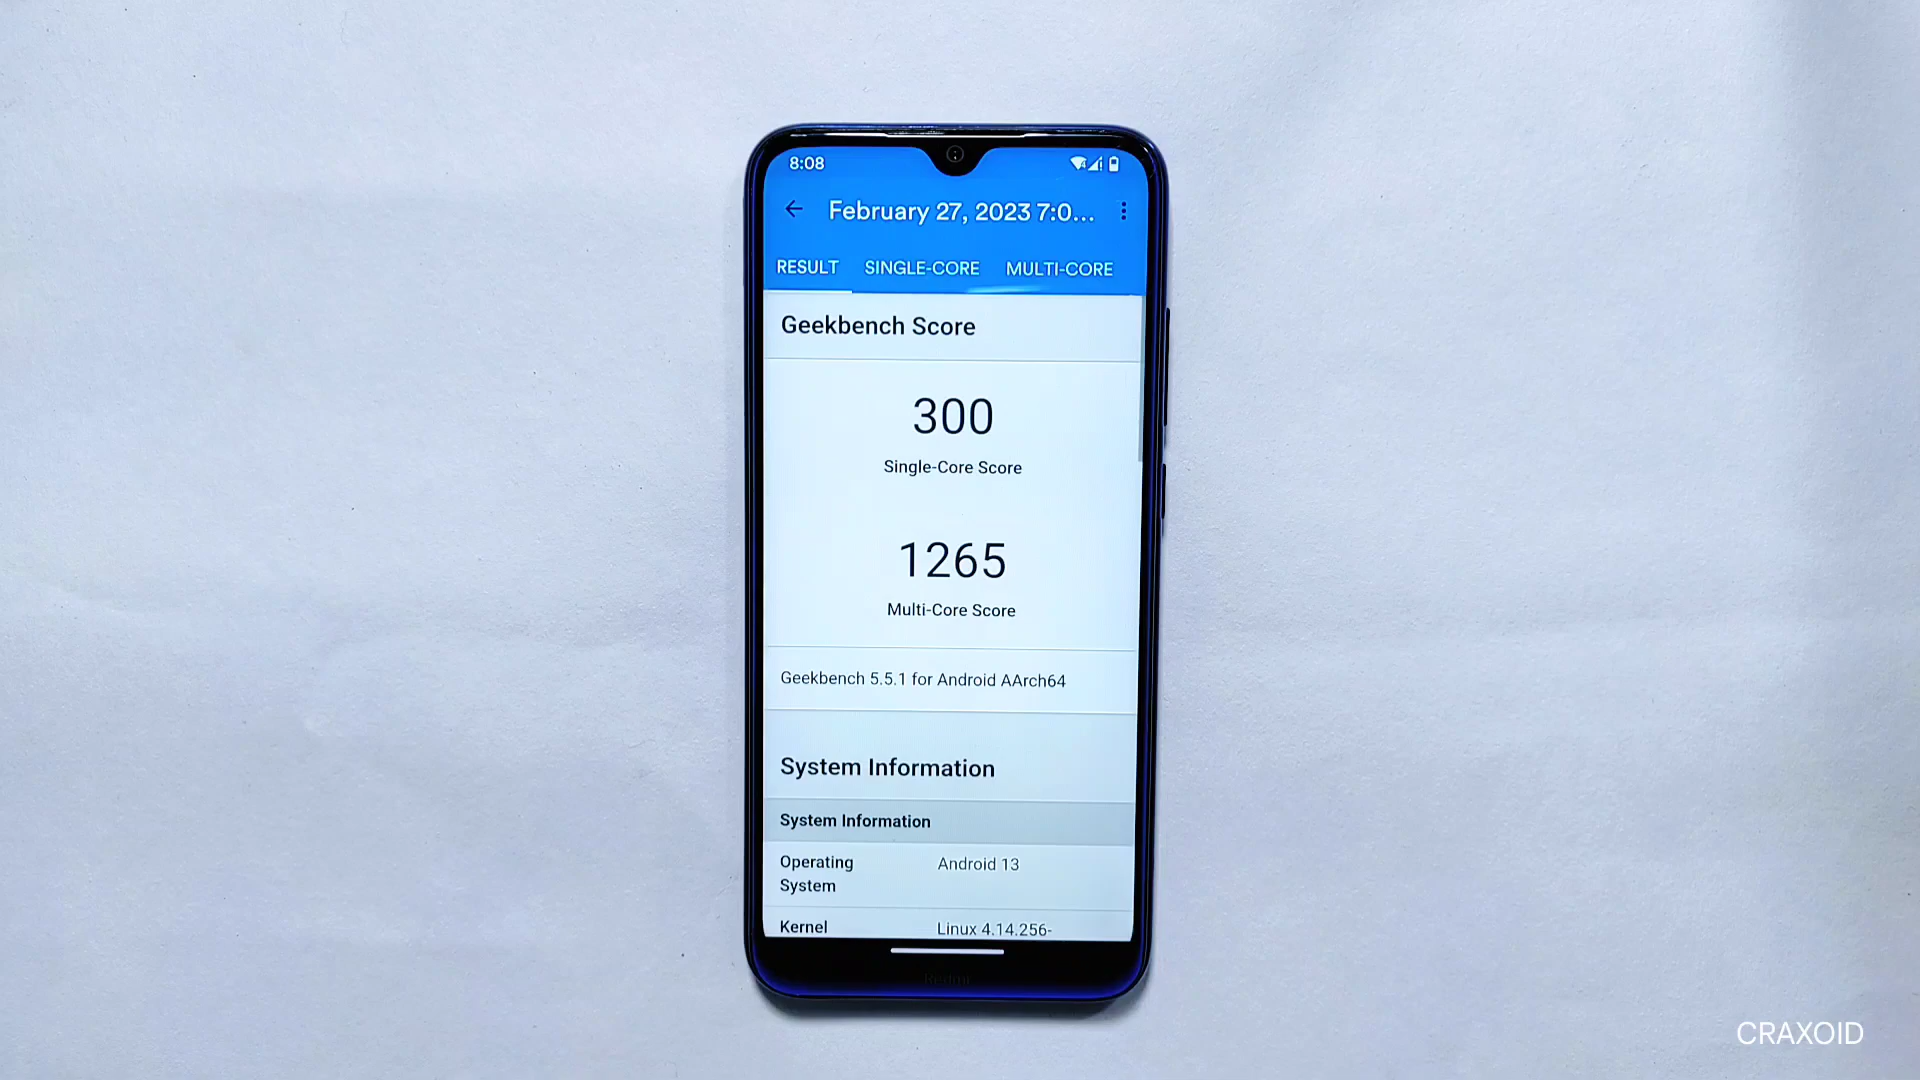 8:08
February 27, 2023 7:0...
RESULT SINGLE-CORE MULTI-CORE
Geekbench Score
300
Single-Core Score
1265
Multi-Core Score
Geekbench 5.5.1 for Android AArch64
System Information
System Information
Operating System Android 13
Kernel Linux 4.14.256-
Redmi
CRAXOID